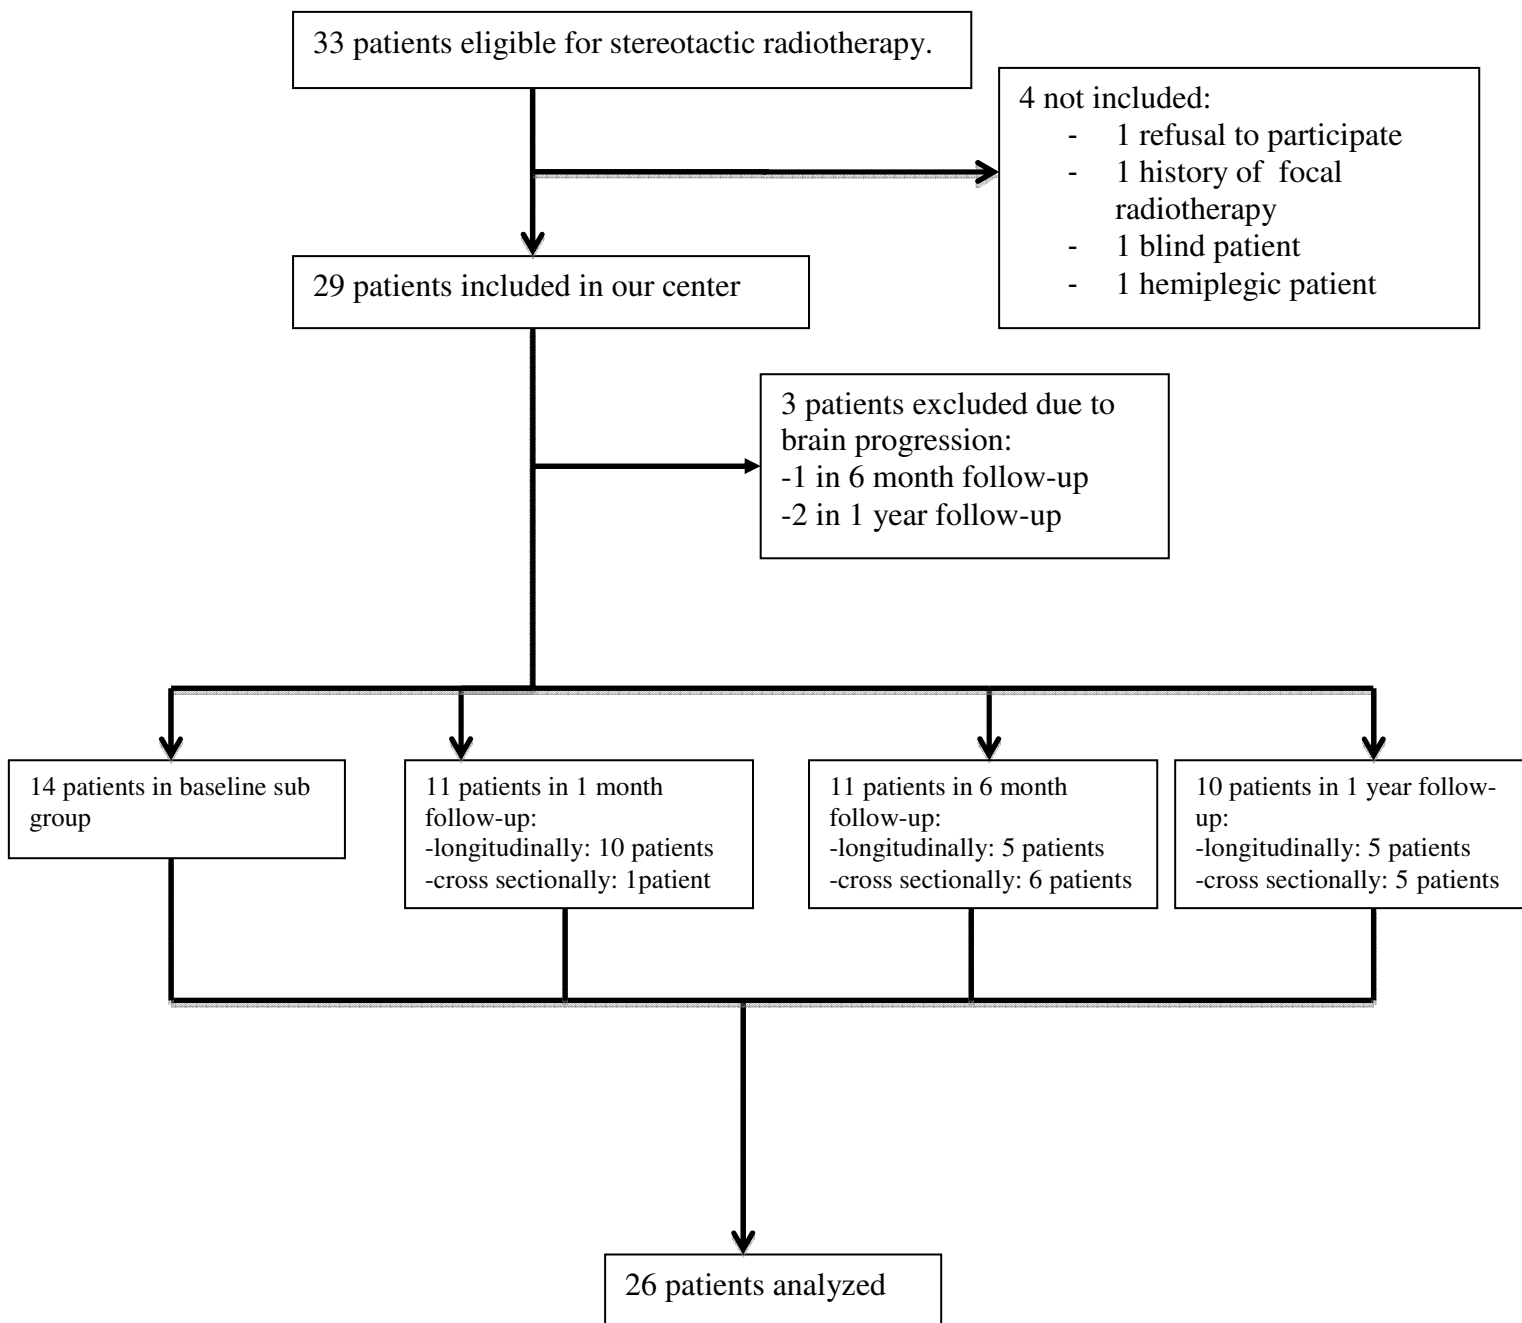 33 patients eligible for stereotactic radiotherapy.
4 not included:
- 1 refusal to participate
- 1 history of focal
radiotherapy
- 1 blind patient
- 1 hemiplegic patient
29 patients included in our center
3 patients excluded due to
brain progression:
-1 in 6 month follow-up
-2 in 1 year follow-up
14 patients in baseline sub
group
11 patients in 1 month
follow-up:
-longitudinally: 10 patients
-cross sectionally: 1patient
11 patients in 6 month
follow-up:
-longitudinally: 5 patients
-cross sectionally: 6 patients
10 patients in 1 year follow-
up:
-longitudinally: 5 patients
-cross sectionally: 5 patients
26 patients analyzed